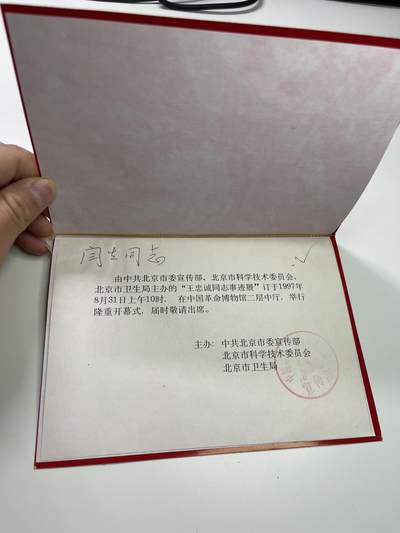 闫立同志
由中共北京市委宣传部、北京市科学技术委员会、
北京市卫生局主办的“王忠诚同志事迹展”订于1997年
8月31日上午10时，在中国革命博物馆二层中厅，举行
隆重开幕式，届时敬请出席。
主办：中共北京市委宣传部
北京市科学技术委员会
北京市卫生局